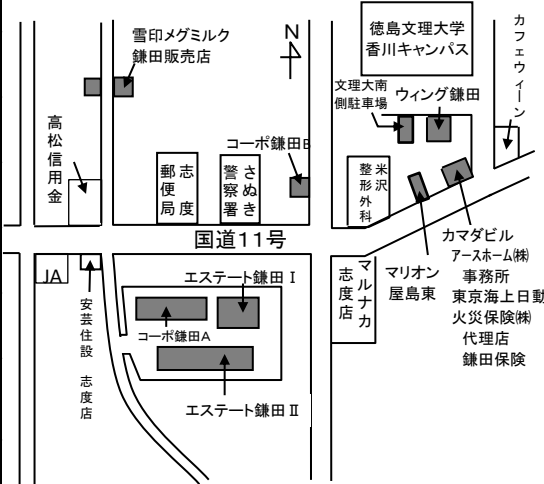 雪印メグミルク
鎌田販売店
N
徳島文理大学
香川キャンパス
カフェウィーン
文理大南
側駐車場
ウィング鎌田
高松信用金
コーポ鎌田B
志度
郵便局
さぬき
警察署
米沢
整形外科
国道11号
カマダビル
アースホーム㈱
事務所
東京海上日動
火災保険㈱
代理店
鎌田保険
マリオン
屋島東
マルナカ
志度店
JA
安芸住設 志度店
エステート鎌田Ⅰ
コーポ鎌田A
エステート鎌田Ⅱ